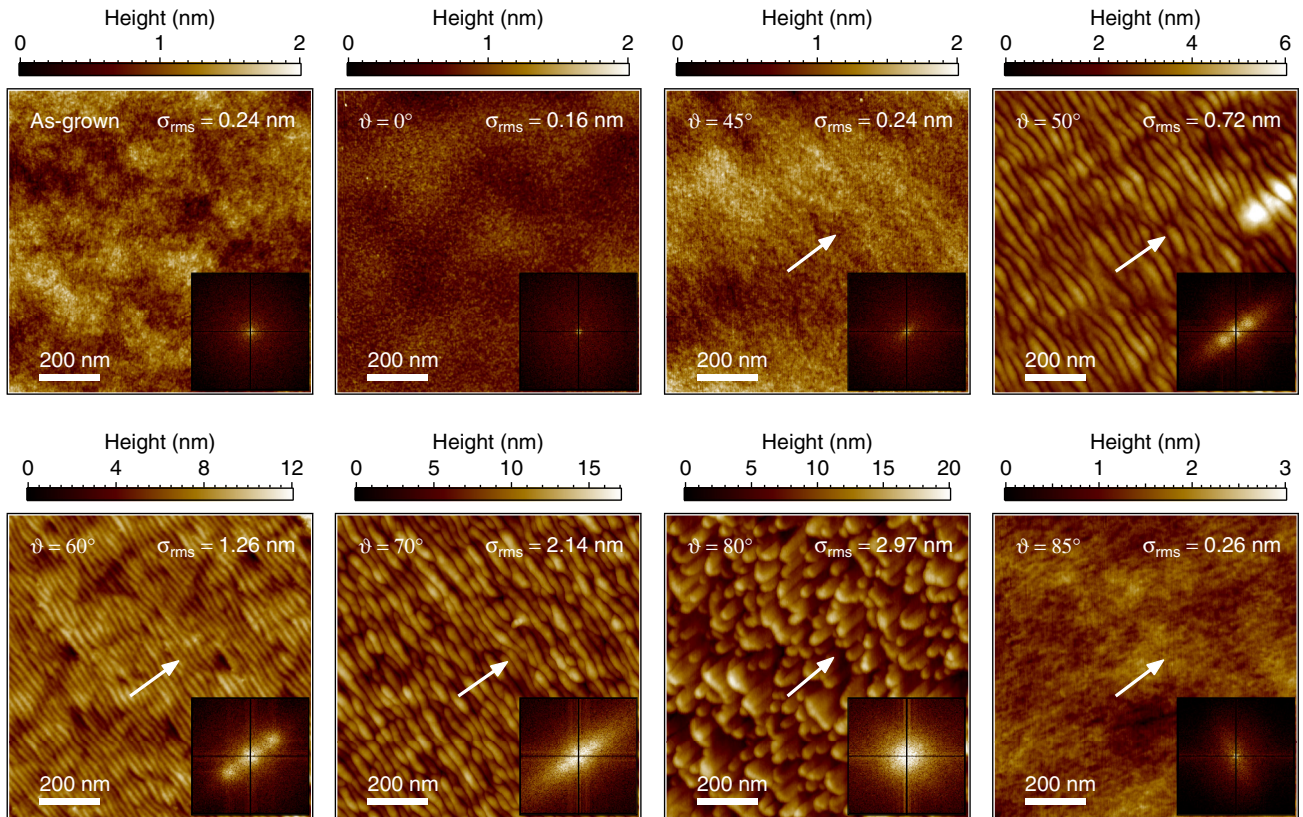 Height (nm) Height (nm) Height (nm) Height (nm)
0 1 2 0 1 2 0 1 2 0 2 4 6
As-grown σrms = 0.24 nm ϑ = 0° σrms = 0.16 nm ϑ = 45° σrms = 0.24 nm ϑ = 50° σrms = 0.72 nm
200 nm 200 nm 200 nm 200 nm
Height (nm) Height (nm) Height (nm) Height (nm)
0 4 8 12 0 5 10 15 0 5 10 15 20 0 1 2 3
ϑ = 60° σrms = 1.26 nm ϑ = 70° σrms = 2.14 nm ϑ = 80° σrms = 2.97 nm ϑ = 85° σrms = 0.26 nm
200 nm 200 nm 200 nm 200 nm